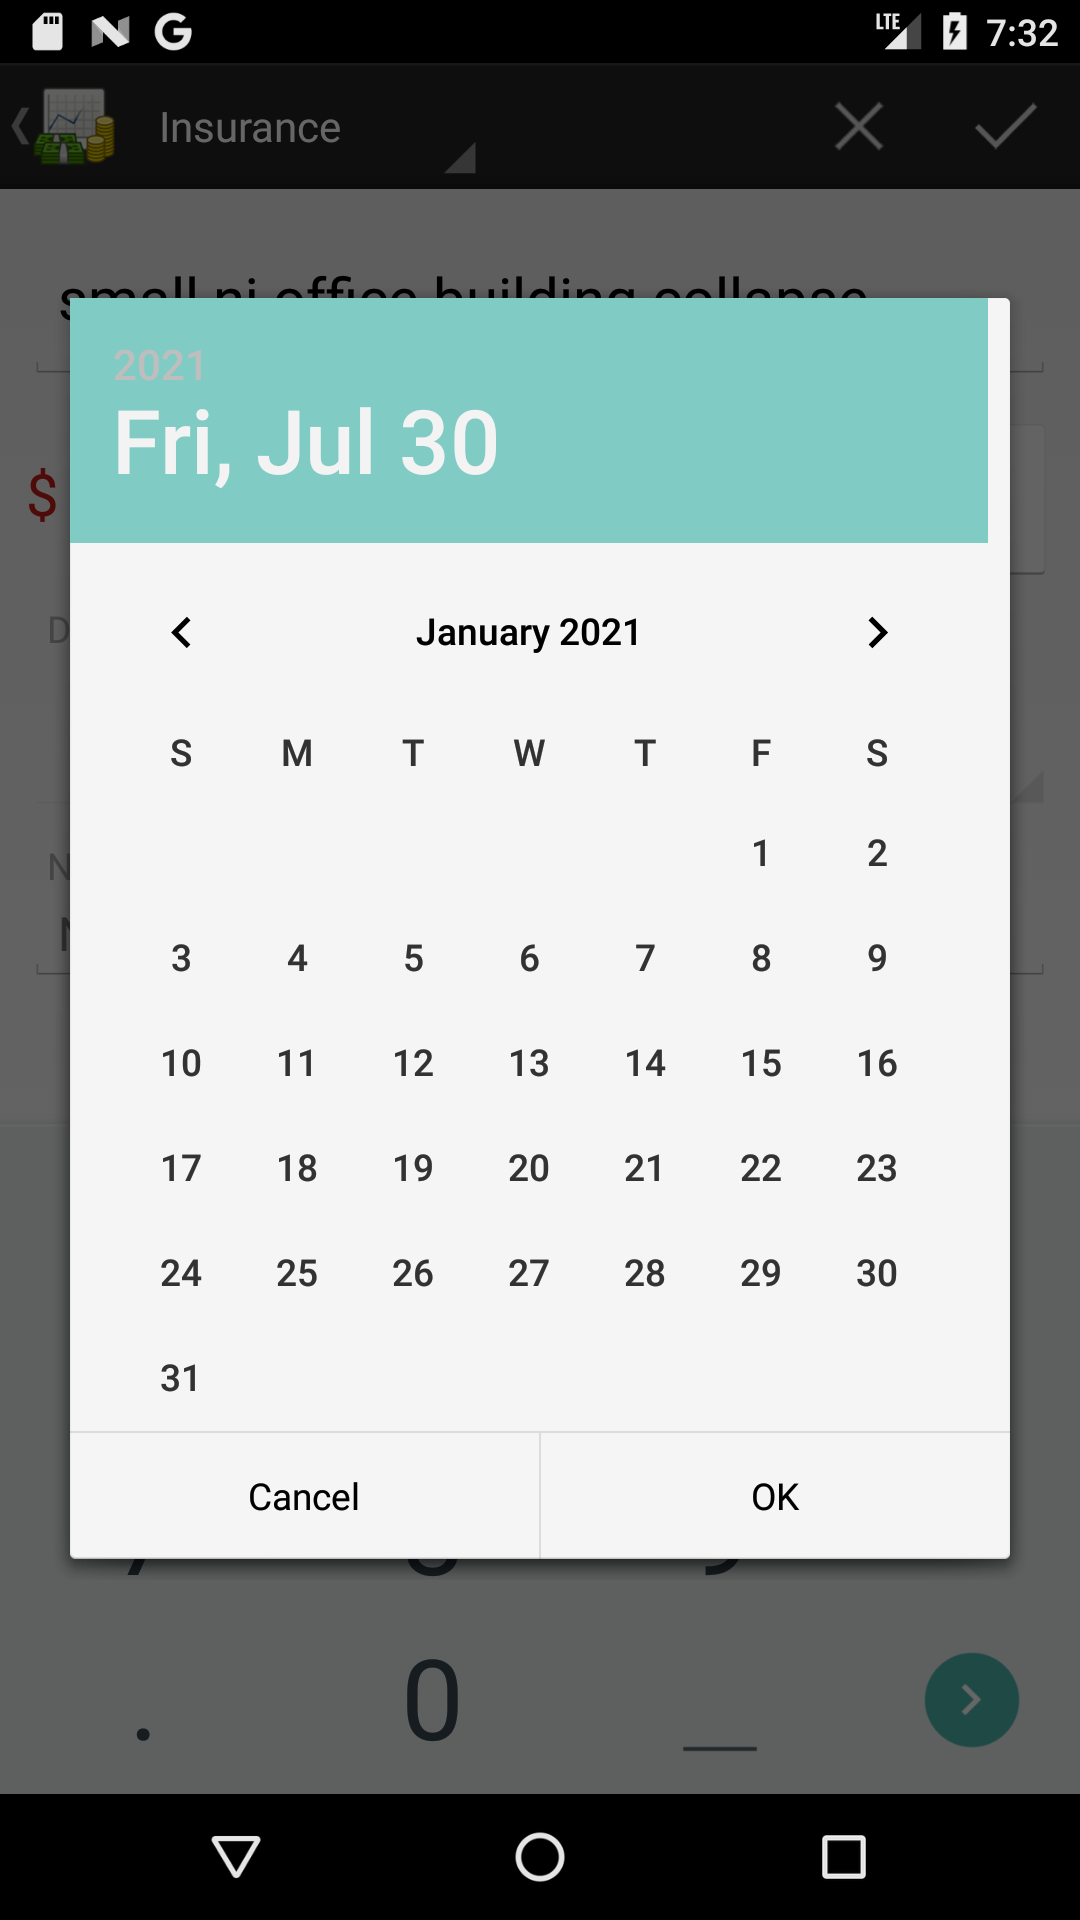 LTE 7:32
Insurance
small ni office building collapse
2021
Fri, Jul 30
$
January 2021
S M T W T F S
1 2
3 4 5 6 7 8 9
10 11 12 13 14 15 16
17 18 19 20 21 22 23
24 25 26 27 28 29 30
31
Cancel OK
. 0